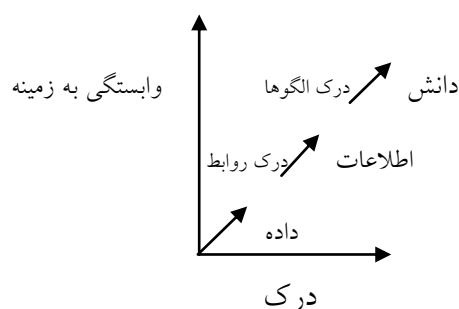 دانش
درک الگوها
وابستگی به زمینه
اطلاعات
درک روابط
داده
درک